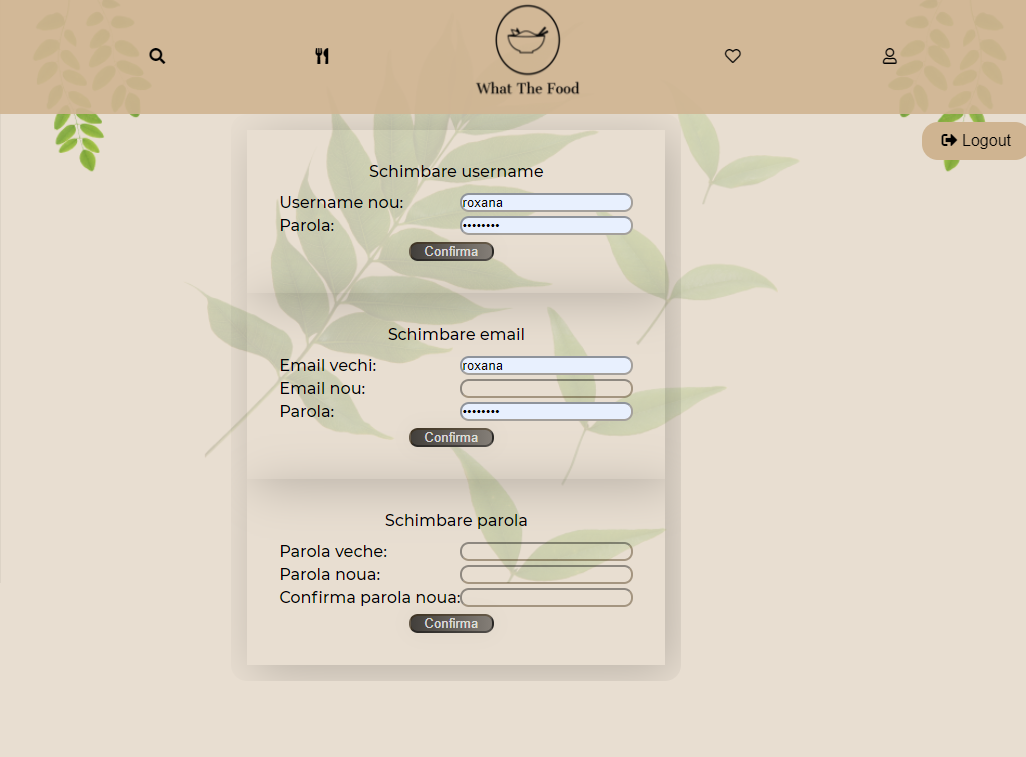 What The Food
Logout
Schimbare username
Username nou: roxana
Parola: ••••••••
Confirma
Schimbare email
Email vechi: roxana
Email nou:
Parola: ••••••••
Confirma
Schimbare parola
Parola veche:
Parola noua:
Confirma parola noua:
Confirma